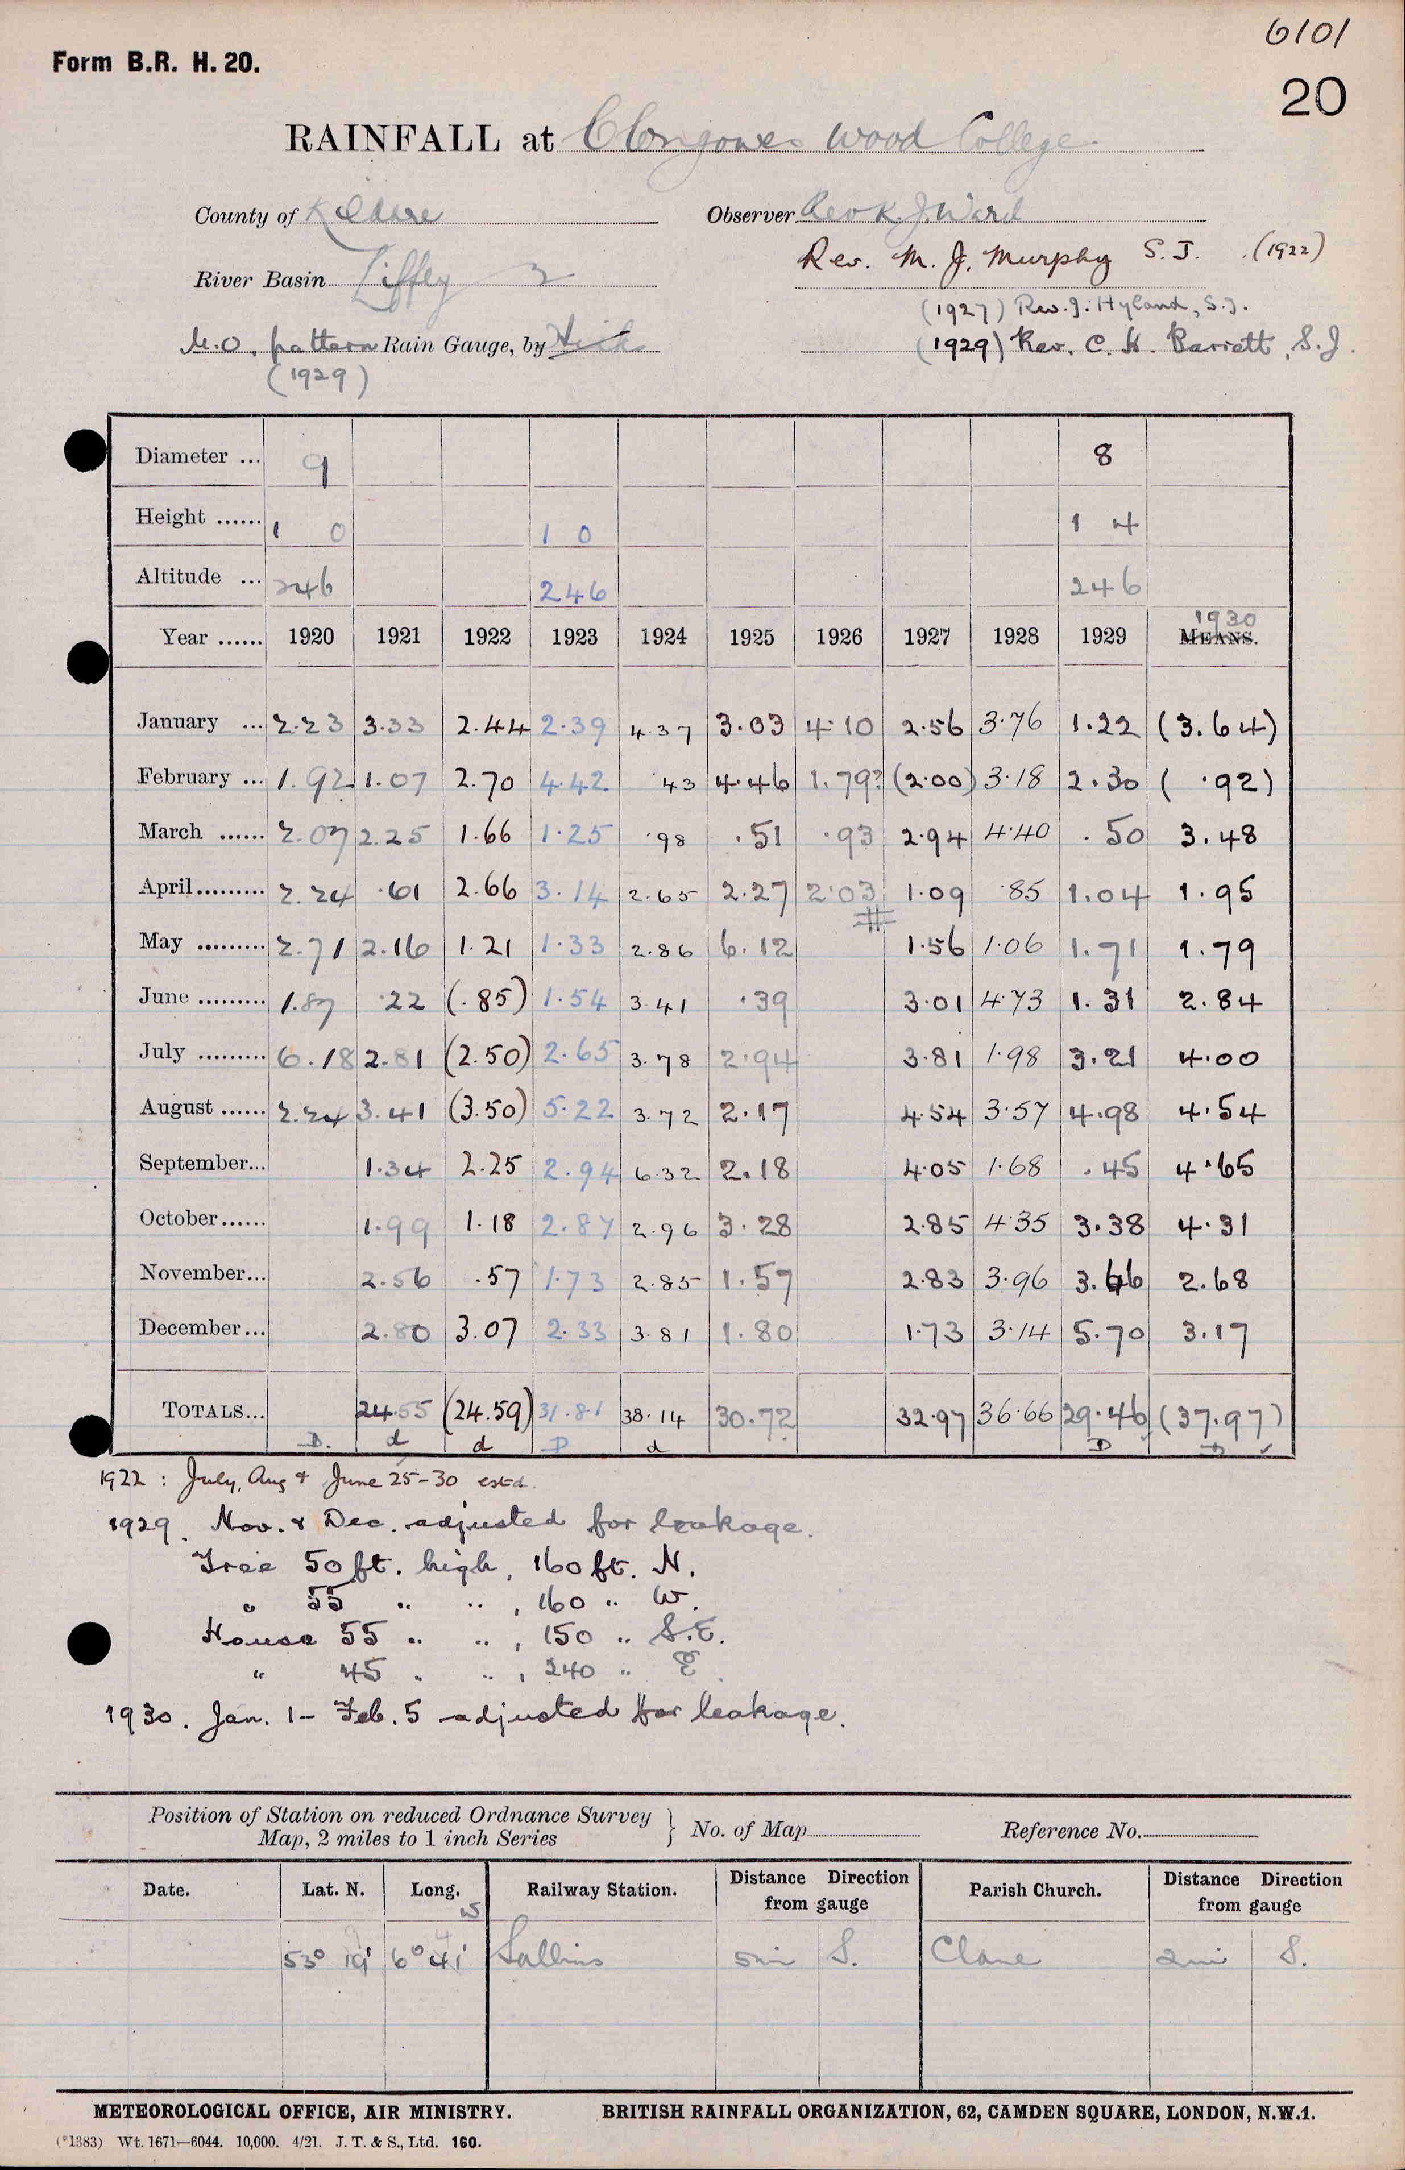 6101
Form B.R. H. 20.
20
RAINFALL at Clongowes Wood College.
County of Kildare Observer Rev K. J. Ward
Rev. M. J. Murphy S. J. (1922)
River Basin Liffey 3
(1927) Rev. J. Hyland, S.J.
M.O. pattern Rain Gauge, by (1929) Rev. C. H. Barrett, S.J.
(1929)
Diameter ... 9 8
Height ...... 1 0 1 0 1 4
Altitude ... 246 246 246
1930
Year ...... 1920 1921 1922 1923 1924 1925 1926 1927 1928 1929 MEANS.
January ... 2.23 3.33 2.44 2.39 4.37 3.03 4.10 2.56 3.76 1.22 (3.64)
February ... 1.92 1.07 2.70 4.42 .43 4.46 1.79? (2.00) 3.18 2.30 ( .92)
March ...... 2.07 2.25 1.66 1.25 .98 .51 .93 2.94 4.40 .50 3.48
April......... 2.24 .61 2.66 3.14 2.65 2.27 2.03 1.09 .85 1.04 1.95
May ......... 2.71 2.16 1.21 1.33 2.86 6.12 1.56 1.06 1.71 1.79
June ......... 1.87 .22 (.85) 1.54 3.41 .39 3.01 4.73 1.31 2.84
July ......... 6.18 2.81 (2.50) 2.65 3.78 2.94 3.81 1.98 3.21 4.00
August ...... 2.24 3.41 (3.50) 5.22 3.72 2.17 4.54 3.57 4.98 4.54
September... 1.34 2.25 2.94 6.32 2.18 4.05 1.68 .45 4.65
October...... 1.99 1.18 2.87 2.96 3.28 2.85 4.35 3.38 4.31
November... 2.56 .57 1.73 2.85 1.57 2.83 3.96 3.66 2.68
December... 2.80 3.07 2.33 3.81 1.80 1.73 3.14 5.70 3.17
TOTALS... 24.55 (24.59) 31.81 38.14 30.72 32.97 36.66 29.46 (37.97)
D. d d D d D D ✓
1922 : July, Aug + June 25-30 estd.
1929. Nov. & Dec. adjusted for leakage.
Tree 50 ft. high, 160 ft. N.
" 55 " " , 160 " W.
House 55 " " , 150 " S.E.
" 45 " " , 240 " E.
1930. Jan. 1 - Feb. 5 adjusted for leakage.
Position of Station on reduced Ordnance Survey
Map, 2 miles to 1 inch Series } No. of Map Reference No.
Date. Lat. N. Long. W Railway Station. Distance Direction from gauge Parish Church. Distance Direction from gauge
53° 19' 6° 41' Sallins 5mi S. Clane 2mi S.
METEOROLOGICAL OFFICE, AIR MINISTRY. BRITISH RAINFALL ORGANIZATION, 62, CAMDEN SQUARE, LONDON, N.W.1.
(*1383) Wt. 1671—6044. 10,000. 4/21. J. T. & S., Ltd. 160.